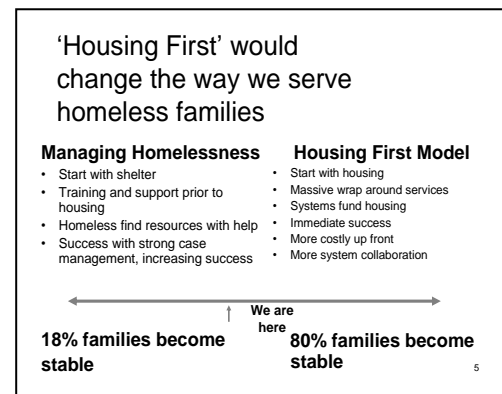 ‘Housing First’ would
change the way we serve
homeless families
Managing Homelessness
• Start with shelter
• Training and support prior to
housing
• Homeless find resources with help
• Success with strong case
management, increasing success
Housing First Model
• Start with housing
• Massive wrap around services
• Systems fund housing
• Immediate success
• More costly up front
• More system collaboration
We are
here
18% families become
stable
80% families become
stable
5